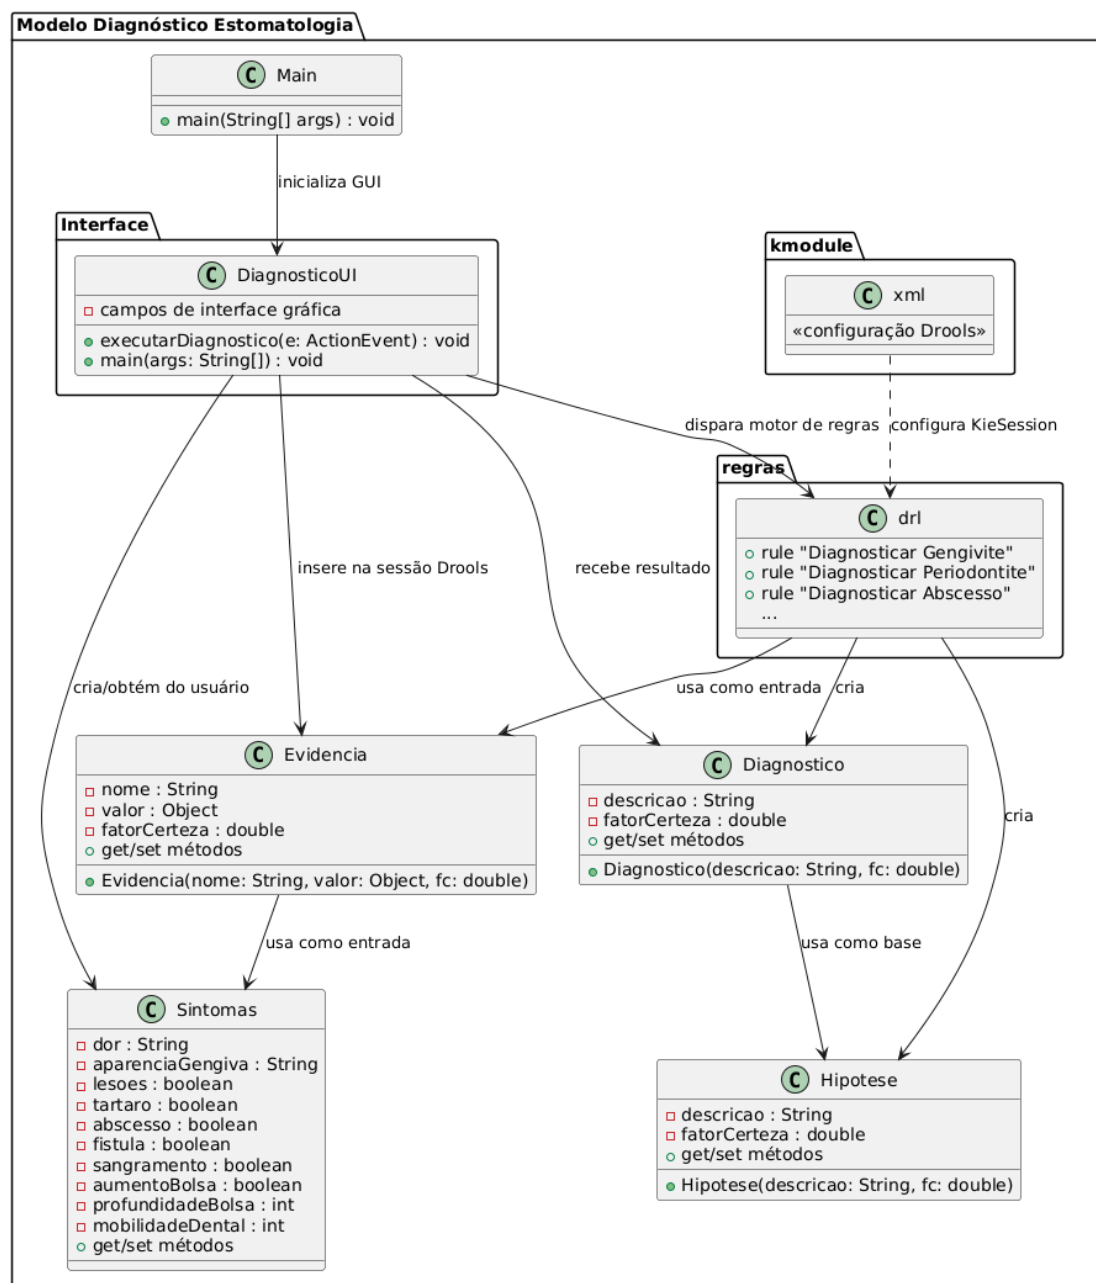 Modelo Diagnóstico Estomatologia
C Main
main(String[] args) : void
inicializa GUI
Interface
C DiagnosticoUI
campos de interface gráfica
executarDiagnostico(e: ActionEvent) : void
main(args: String[]) : void
kmodule
C xml
«configuração Drools»
dispara motor de regras
configura KieSession
regras
C drl
rule "Diagnosticar Gengivite"
rule "Diagnosticar Periodontite"
rule "Diagnosticar Abscesso"
...
insere na sessão Drools
recebe resultado
cria/obtém do usuário
usa como entrada
cria
cria
C Evidencia
nome : String
valor : Object
fatorCerteza : double
get/set métodos
Evidencia(nome: String, valor: Object, fc: double)
C Diagnostico
descricao : String
fatorCerteza : double
get/set métodos
Diagnostico(descricao: String, fc: double)
usa como entrada
usa como base
C Sintomas
dor : String
aparenciaGengiva : String
lesoes : boolean
tartaro : boolean
abscesso : boolean
fistula : boolean
sangramento : boolean
aumentoBolsa : boolean
profundidadeBolsa : int
mobilidadeDental : int
get/set métodos
C Hipotese
descricao : String
fatorCerteza : double
get/set métodos
Hipotese(descricao: String, fc: double)